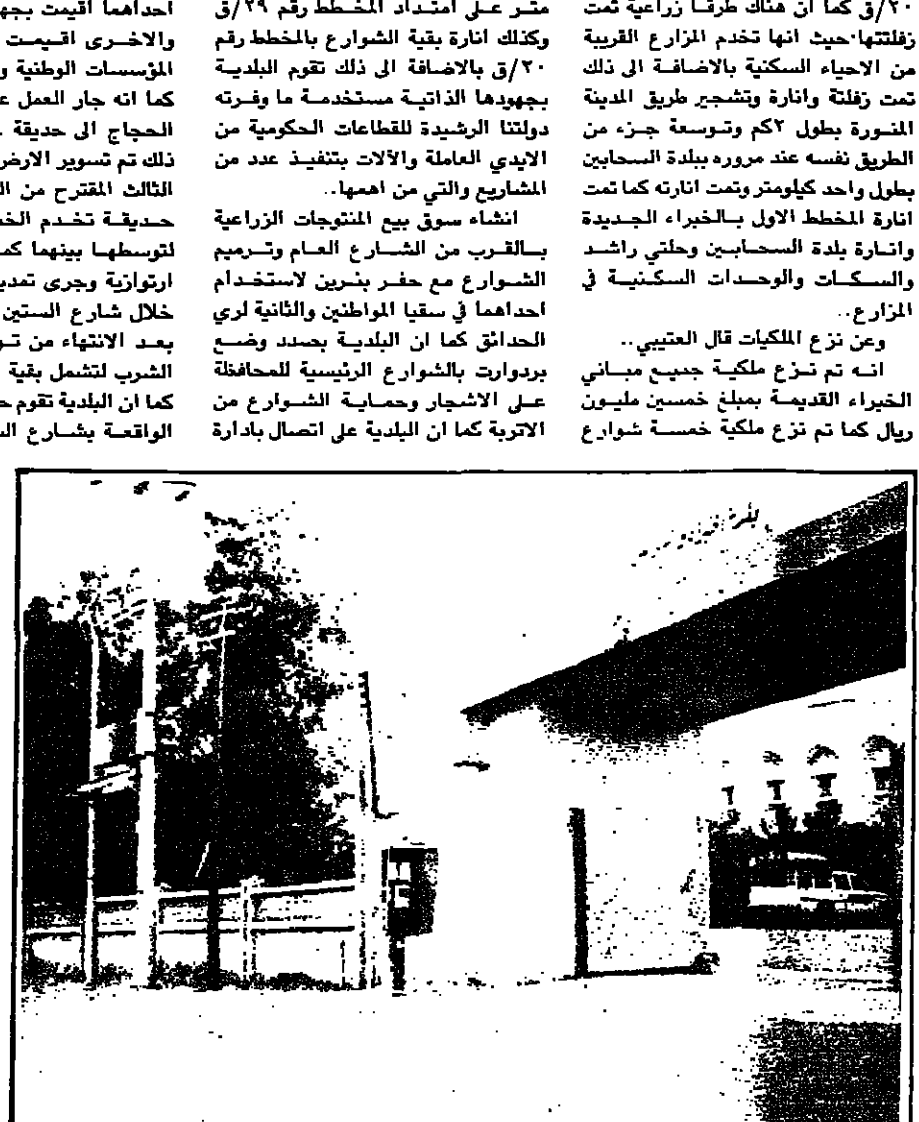 ٢٠/ق كما ان هناك طرقا زراعية تمت
زفلتتها حيث انها تخدم المزارع القريبة
من الاحياء السكنية بالاضافة الى ذلك
تمت زفلتة وانارة وتشجير طريق المدينة
المنورة بطول ٢كم وتوسعة جزء من
الطريق نفسه عند مروره ببلدة السحابين
بطول واحد كيلومتر وتمت انارته كما تمت
انارة المخطط الاول بالخبراء الجديدة
وانارة بلدة السحابين وحلتي راشد
والسكات والوحدات السكنية في
المزارع..
وعن نزع الملكيات قال العتيبي..
انه تم نزع ملكية جميع مباني
الخبراء القديمة بمبلغ خمسين مليون
ريال كما تم نزع ملكية خمسة شوارع
متر على امتداد المخطط رقم ٢٩/ق
وكذلك انارة بقية الشوارع بالمخطط رقم
٢٠/ق بالاضافة الى ذلك تقوم البلدية
بجهودها الذاتية مستخدمة ما وفرته
دولتنا الرشيدة للقطاعات الحكومية من
الايدي العاملة والآلات بتنفيذ عدد من
المشاريع والتي من اهمها..
انشاء سوق بيع المنتوجات الزراعية
بالقرب من الشارع العام وترميم
الشوارع مع حفر بئرين لاستخدام
احداهما في سقيا المواطنين والثانية لري
الحدائق كما ان البلدية بصدد وضع
بردوارت بالشوارع الرئيسية للمحافظة
على الاشجار وحماية الشوارع من
الاتربة كما ان البلدية على اتصال بادارة
احداهما اقيمت بجه
والاخرى اقيمت
المؤسسات الوطنية و
كما انه جار العمل ع
الحجاج الى حديقة
ذلك تم تسوير الارض
الثالث المقترح من ال
حديقة تخدم الخ
لتوسطها بينهما كم
ارتوازية وجرى تمدي
خلال شارع الستين
بعد الانتهاء من تو
الشرب لتشمل بقية
كما ان البلدية تقوم ح
الواقعة بشارع ال